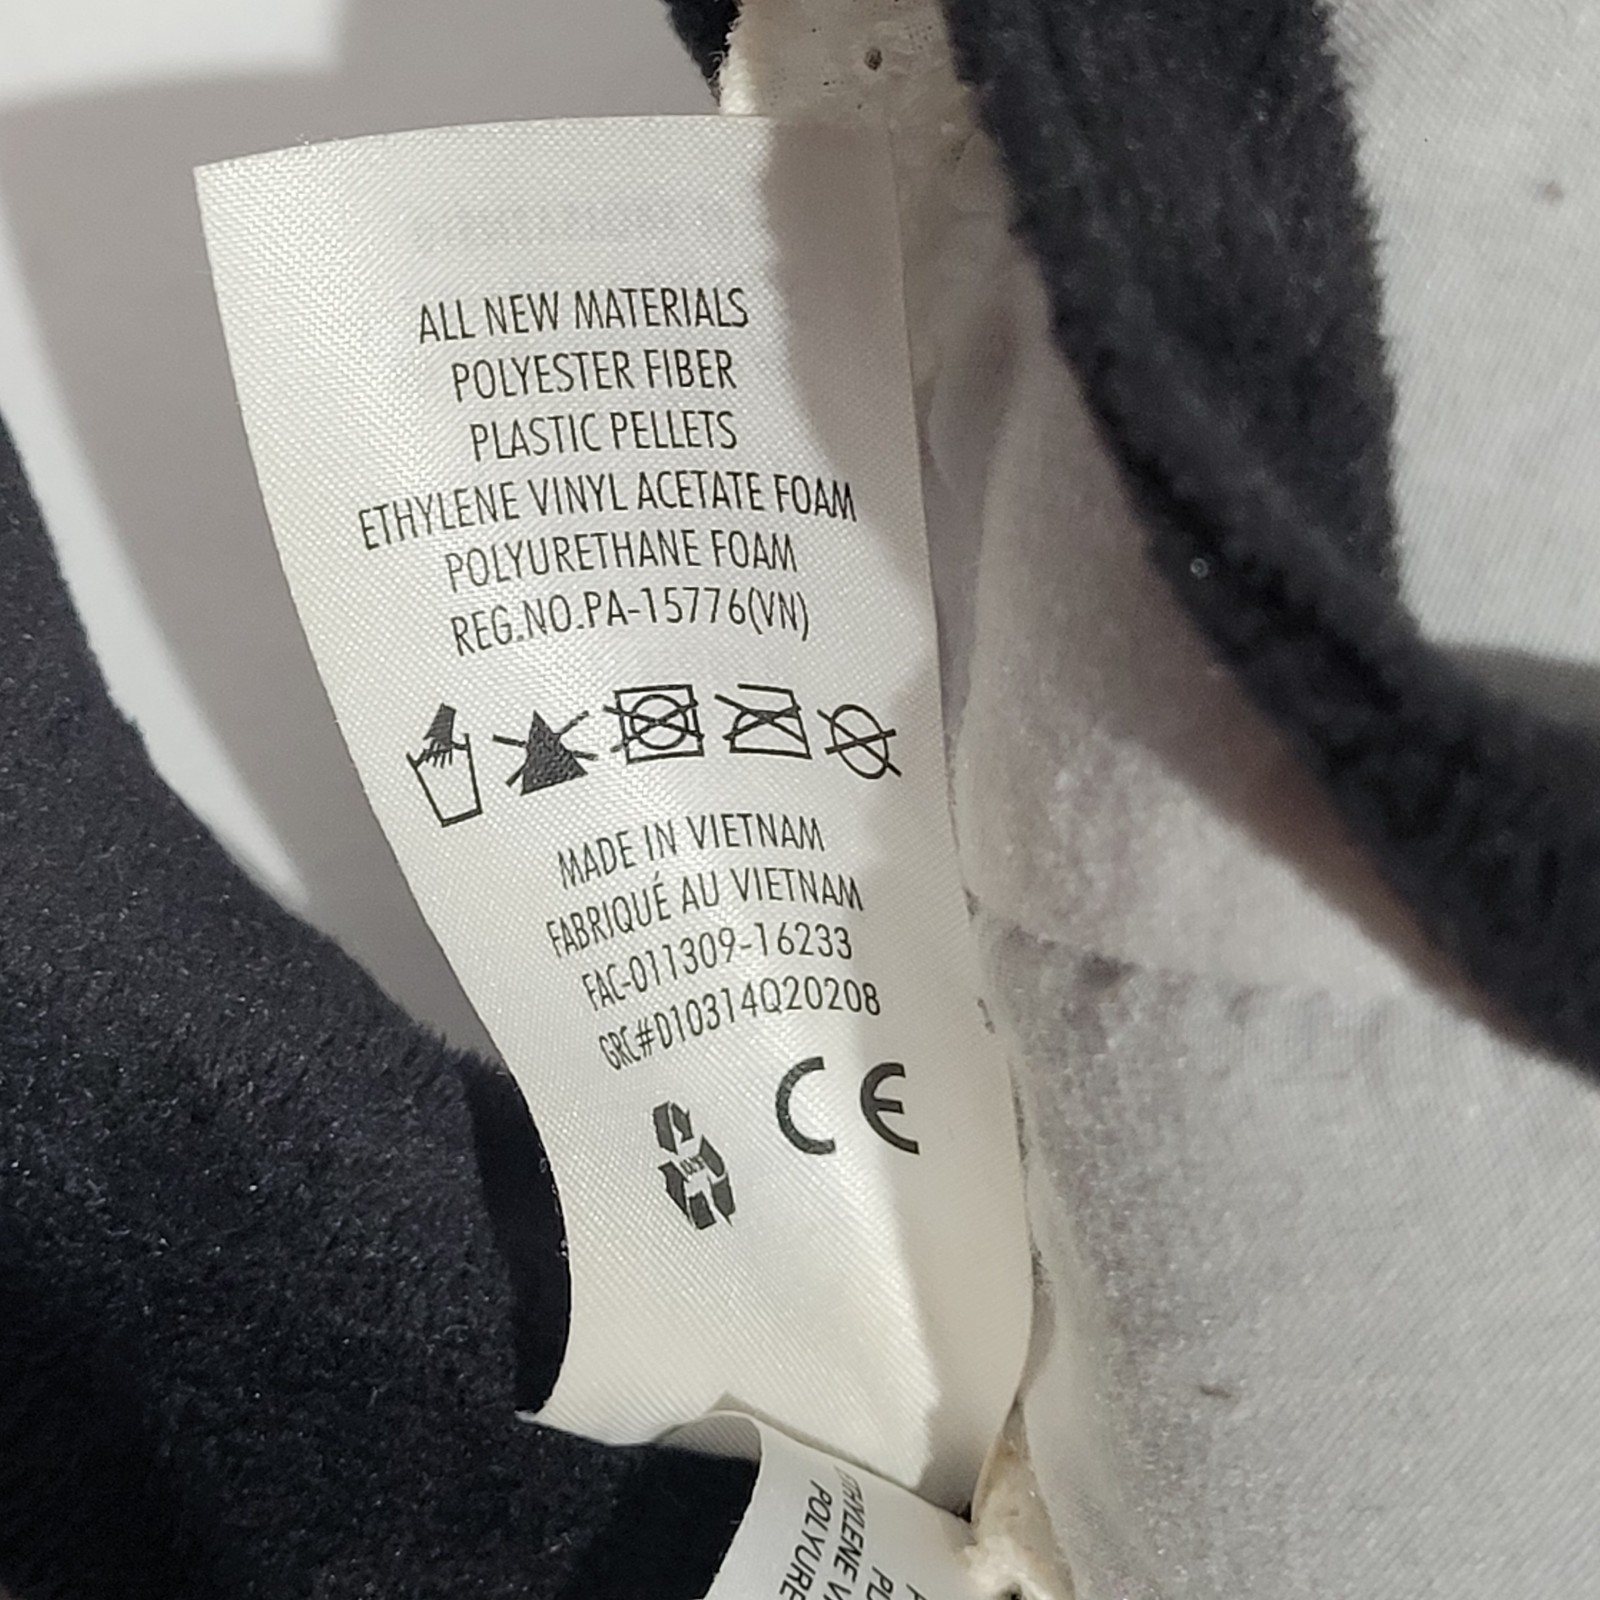 ALL NEW MATERIALS
POLYESTER FIBER
PLASTIC PELLETS
ETHYLENE VINYL ACETATE FOAM
POLYURETHANE FOAM
REG.NO.PA-15776(VN)
MADE IN VIETNAM
FABRIQUÉ AU VIETNAM
FAC-011309-16233
GRC#D10314Q20208
CE